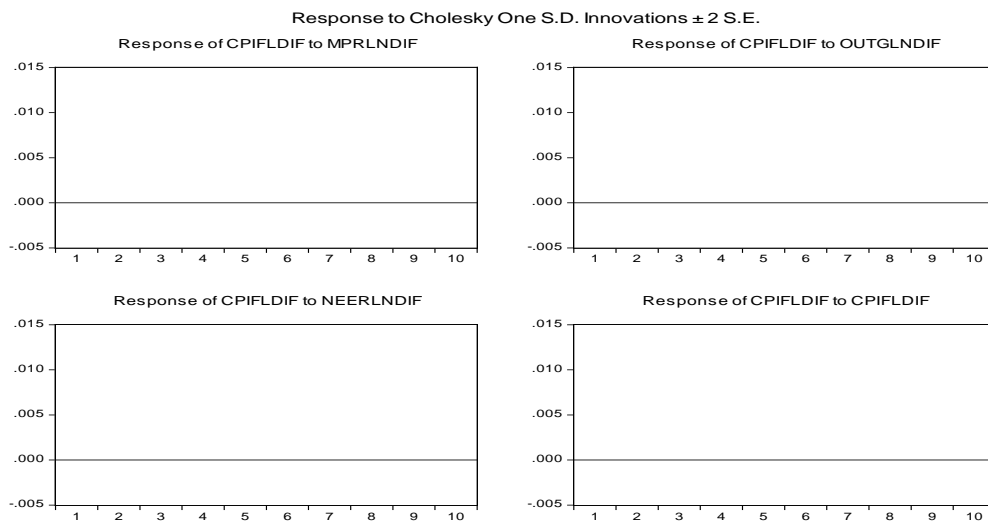 Response to Cholesky One S.D. Innovations ± 2 S.E.
Response of CPIFLDIF to MPRLNDIF
.015
.010
.005
.000
-.005
1 2 3 4 5 6 7 8 9 10
Response of CPIFLDIF to OUTGLNDIF
.015
.010
.005
.000
-.005
1 2 3 4 5 6 7 8 9 10
Response of CPIFLDIF to NEERLNDIF
.015
.010
.005
.000
-.005
1 2 3 4 5 6 7 8 9 10
Response of CPIFLDIF to CPIFLDIF
.015
.010
.005
.000
-.005
1 2 3 4 5 6 7 8 9 10